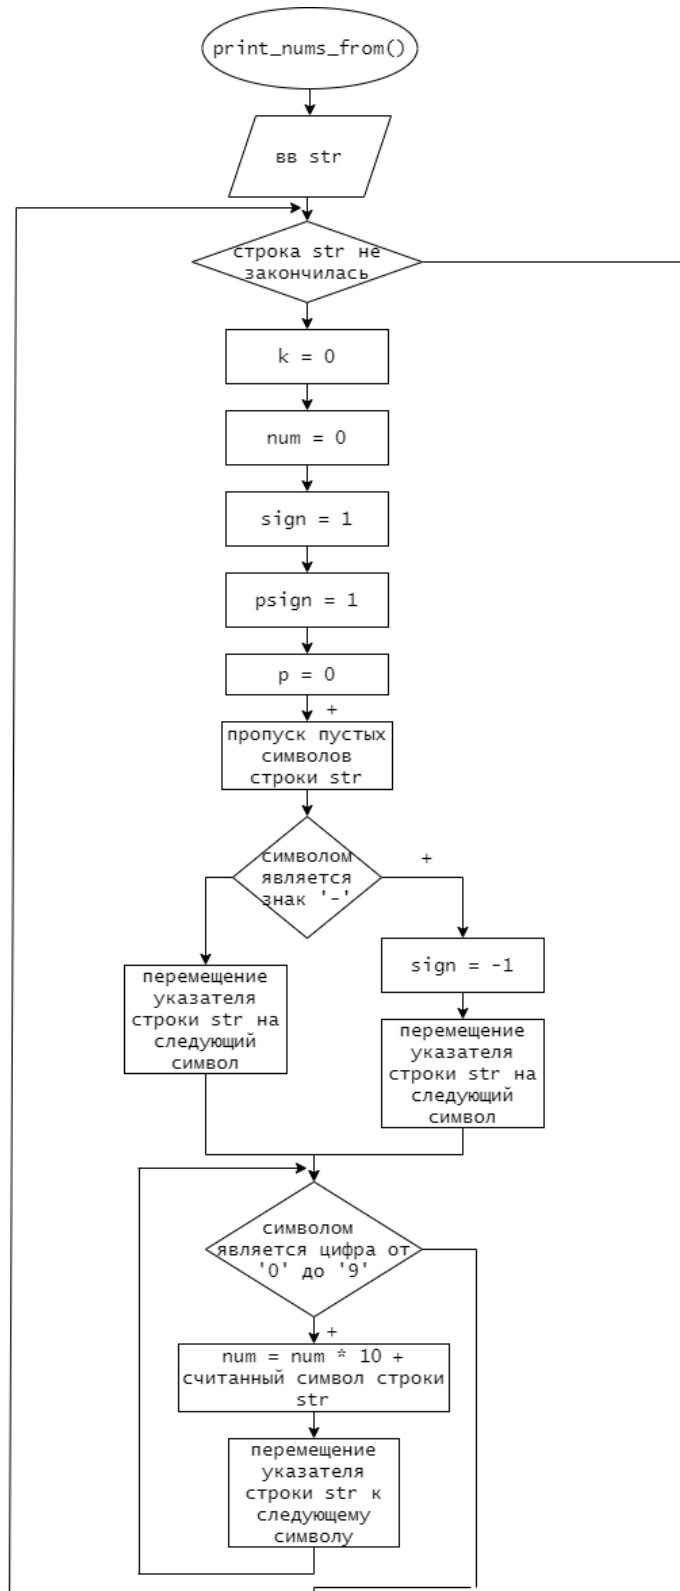 print_nums_from()
вв str
строка str не
закончилась
k = 0
num = 0
sign = 1
psign = 1
p = 0
+
пропуск пустых
символов
строки str
символом
является
знак '-'
+
перемещение
указателя
строки str на
следующий
символ
sign = -1
перемещение
указателя
строки str на
следующий
символ
символом
является цифра от
'0' до '9'
+
num = num * 10 +
считанный символ строки
str
перемещение
указателя
строки str к
следующему
символу